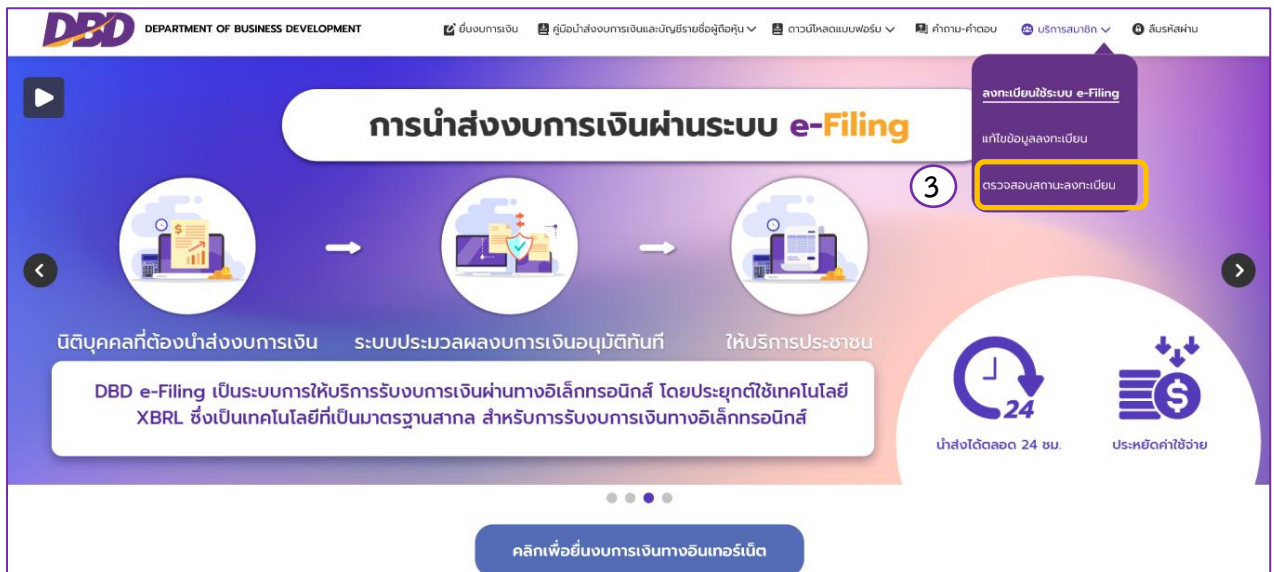 DBD DEPARTMENT OF BUSINESS DEVELOPMENT ยื่นงบการเงิน คู่มือนำส่งงบการเงินและบัญชีรายชื่อผู้ถือหุ้น ดาวน์โหลดแบบฟอร์ม คำถาม-คำตอบ บริการสมาชิก ลืมรหัสผ่าน
ลงทะเบียนใช้ระบบ e-Filing
แก้ไขข้อมูลลงทะเบียน
3 ตรวจสอบสถานะลงทะเบียน
การนำส่งงบการเงินผ่านระบบ e-Filing
นิติบุคคลที่ต้องนำส่งงบการเงิน ระบบประมวลผลงบการเงินอนุมัติทันที ให้บริการประชาชน
DBD e-Filing เป็นระบบการให้บริการรับงบการเงินผ่านทางอิเล็กทรอนิกส์ โดยประยุกต์ใช้เทคโนโลยี
XBRL ซึ่งเป็นเทคโนโลยีที่เป็นมาตรฐานสากล สำหรับการรับงบการเงินทางอิเล็กทรอนิกส์
24
นำส่งได้ตลอด 24 ชม. ประหยัดค่าใช้จ่าย
คลิกเพื่อยื่นงบการเงินทางอินเทอร์เน็ต